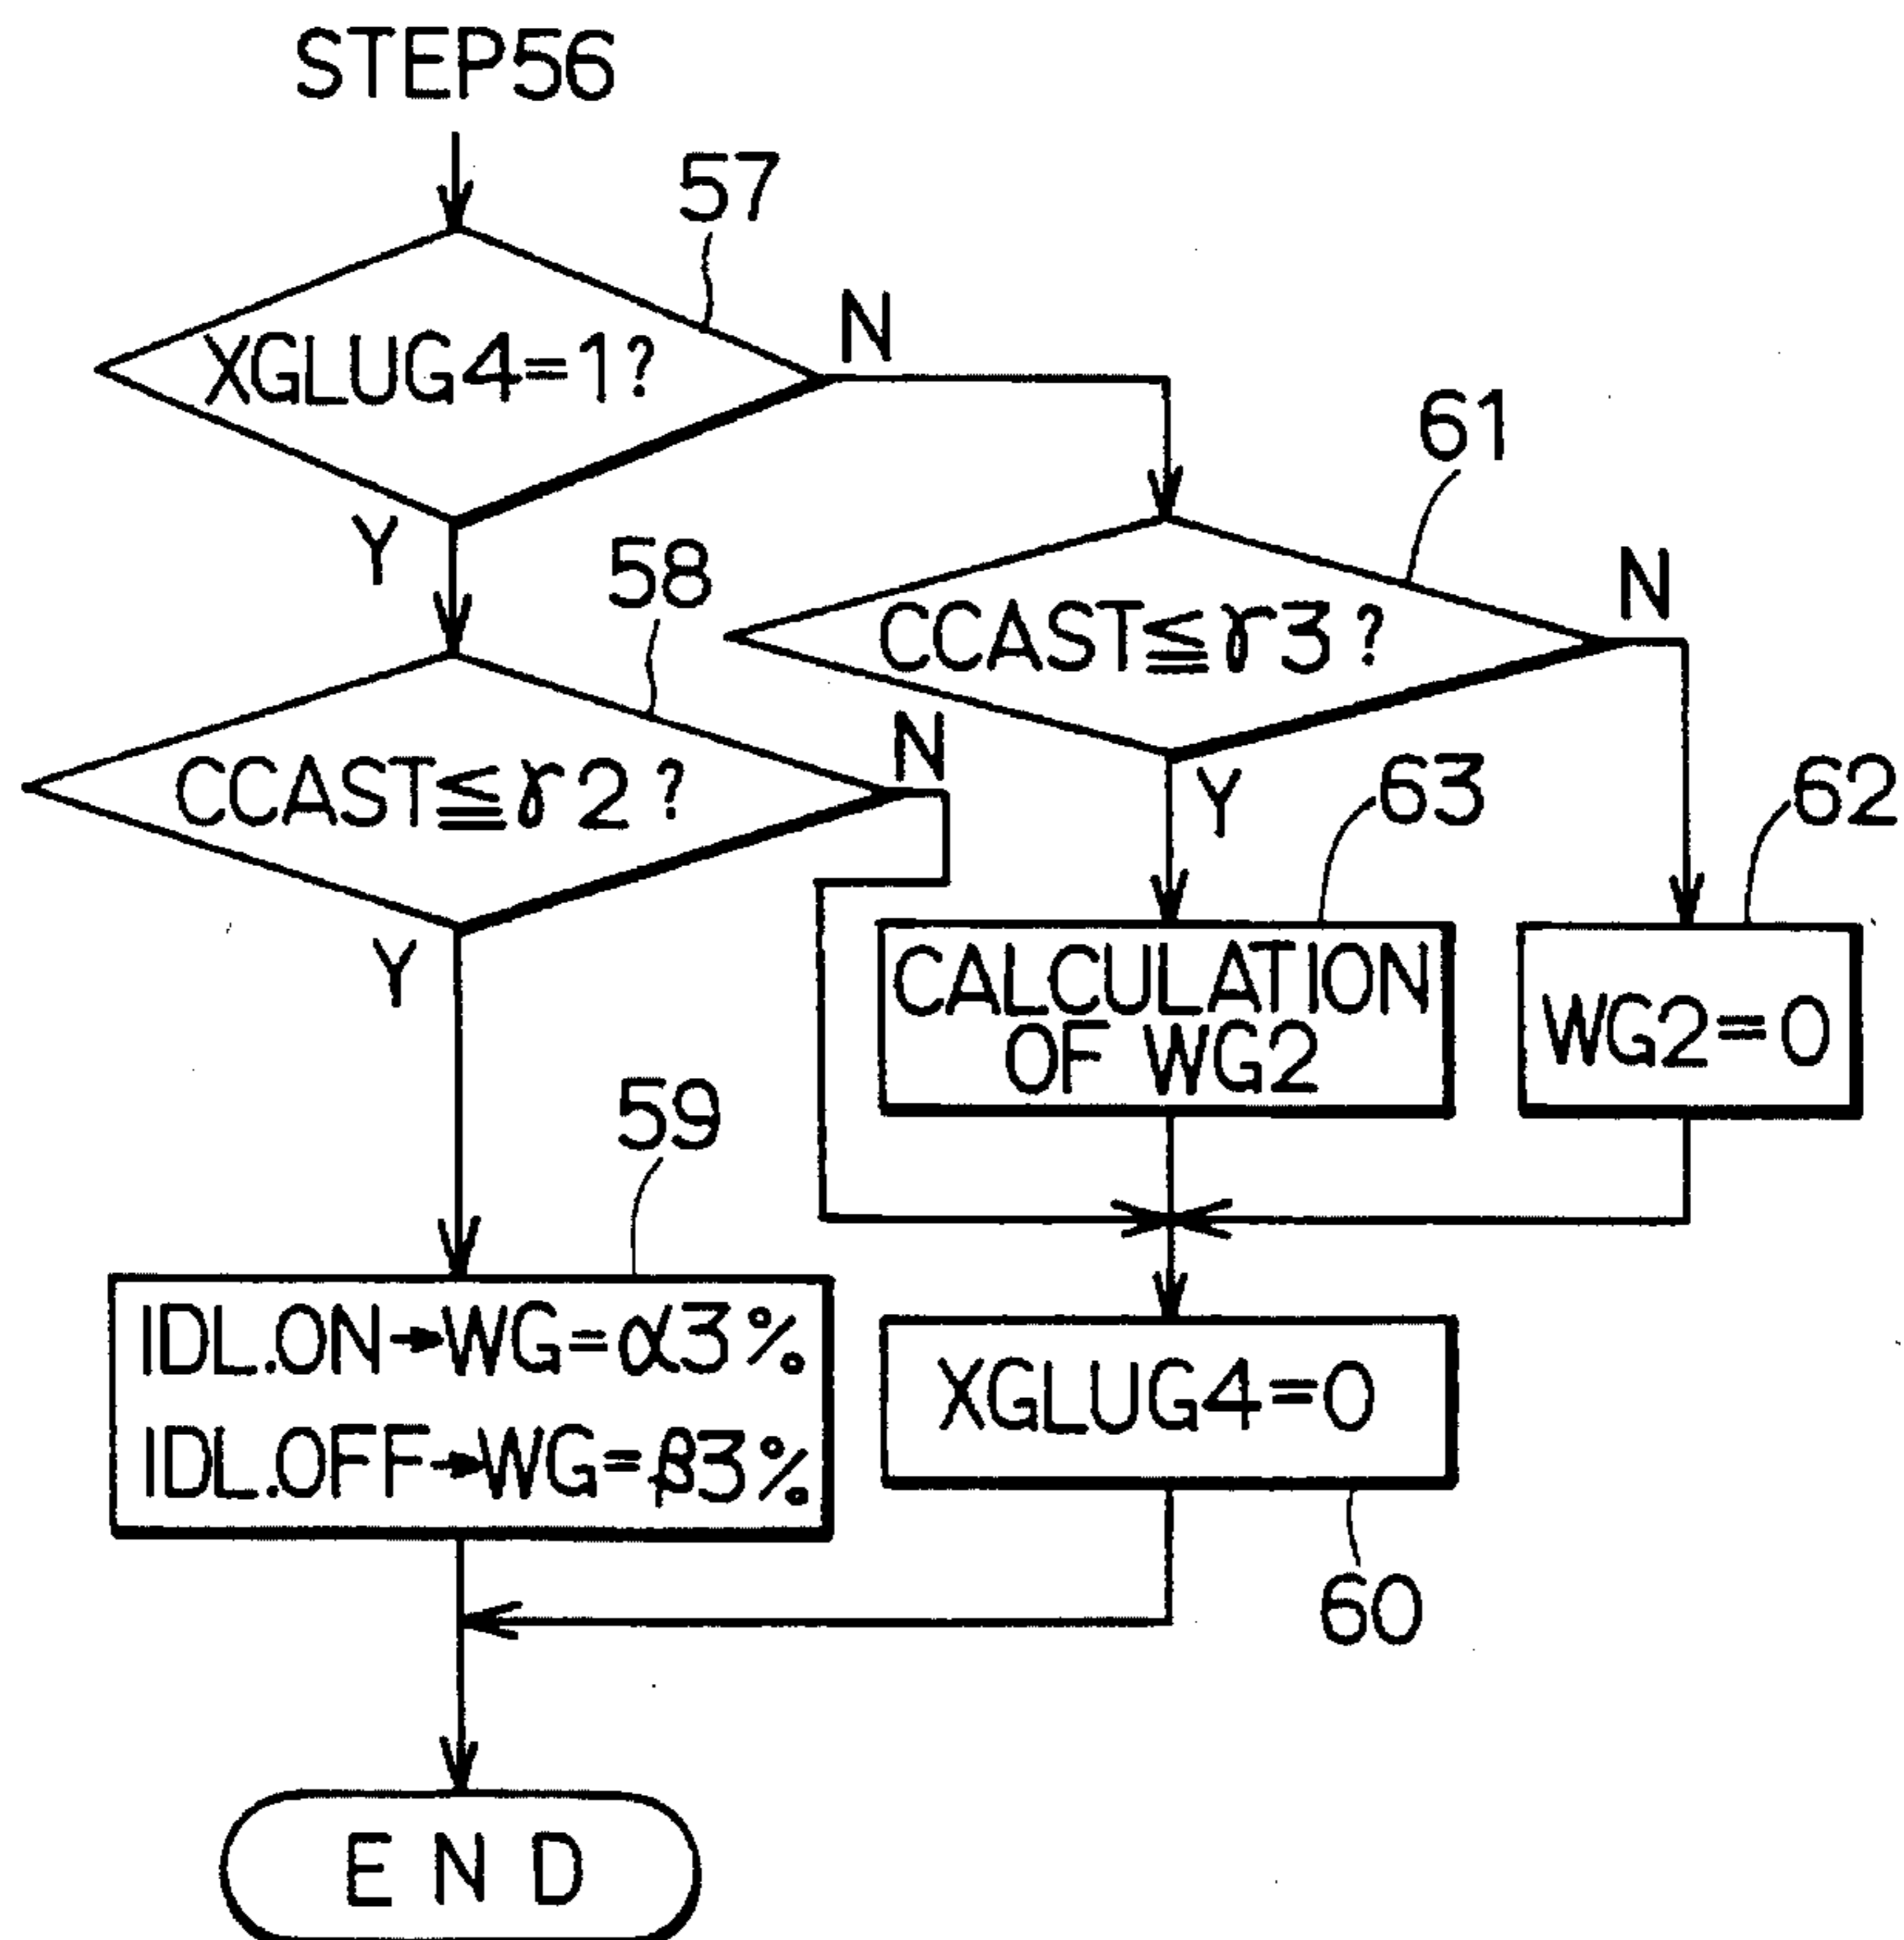 STEP56
57
XGLUG4=1?
N
61
Y
58
CCAST≦γ3?
N
CCAST≦γ2?
N
Y
63
62
Y
CALCULATION
OF WG2
WG2=0
59
IDL.ON→WG=α3%
IDL.OFF→WG=β3%
XGLUG4=0
60
END